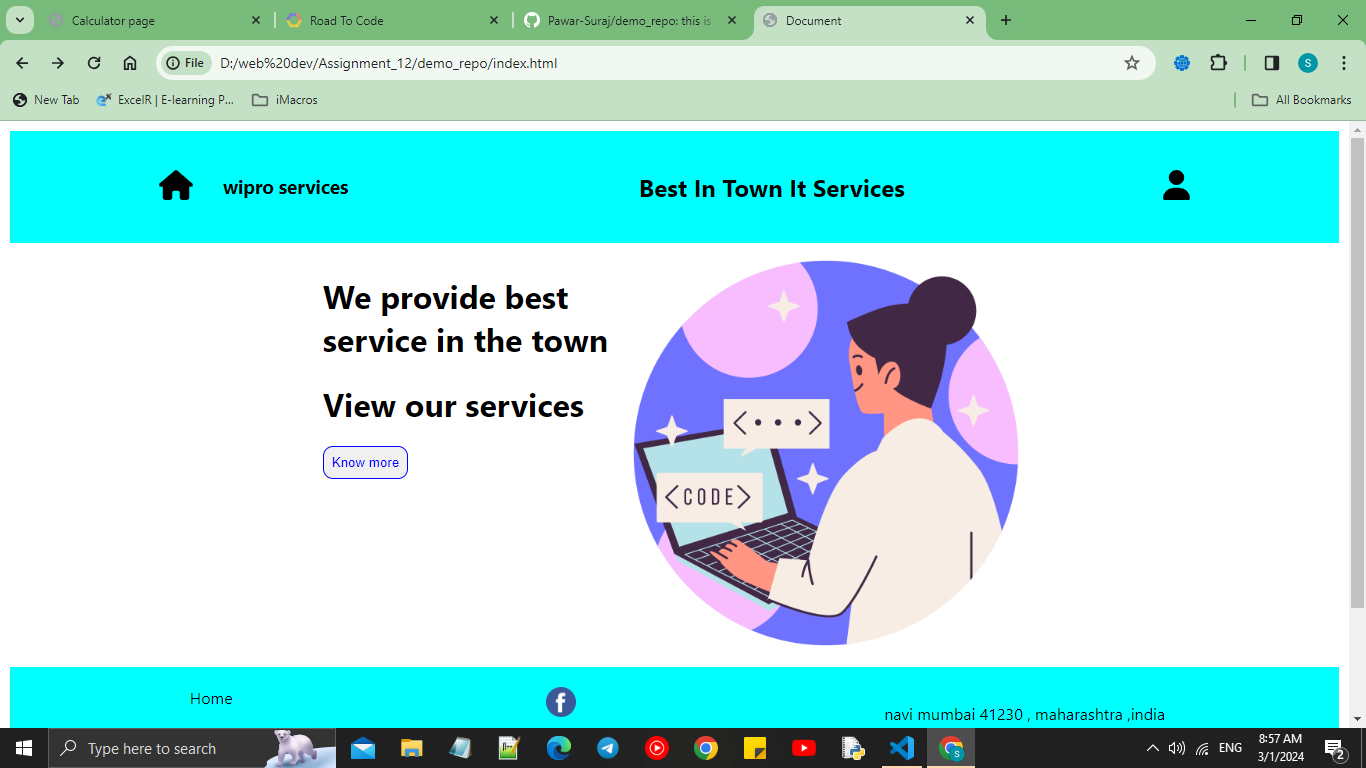 Calculator page
Road To Code
Pawar-Suraj/demo_repo: this is
Document
File
D:/web%20dev/Assignment_12/demo_repo/index.html
S
New Tab
ExcelR | E-learning P...
iMacros
All Bookmarks
wipro services
Best In Town It Services
We provide best
service in the town
View our services
Know more
<•••>
<CODE>
Home
f
navi mumbai 41230 , maharashtra ,india
Type here to search
S
ENG
8:57 AM
3/1/2024
2